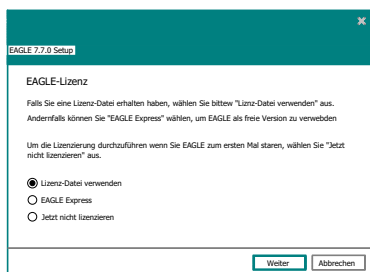 EAGLE 7.7.0 Setup
EAGLE-Lizenz
Falls Sie eine Lizenz-Datei erhalten haben, wählen Sie bittew "Liznz-Datei verwenden" aus.
Andernfalls können Sie "EAGLE Express" wählen, um EAGLE als freie Version zu verwebden
Um die Lizenzierung durchzuführen wenn Sie EAGLE zum ersten Mal staren, wählen Sie "Jetzt
nicht lizenzieren" aus.
Lizenz-Datei verwenden
EAGLE Express
Jetzt nicht lizenzieren
Weiter Abbrechen